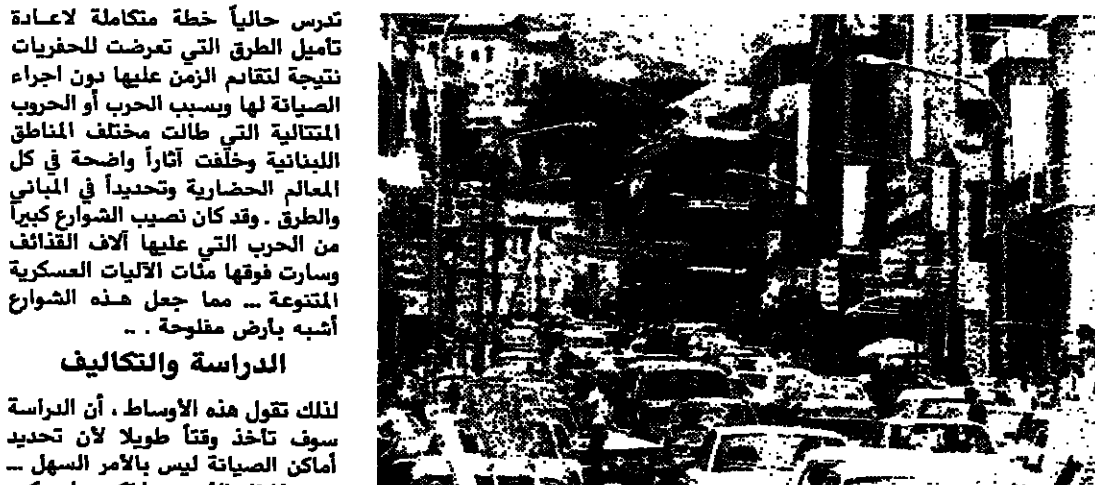 تدرس حالياً خطة متكاملة لاعادة
تأميل الطرق التي تعرضت للحفريات
نتيجة لتقادم الزمن عليها دون اجراء
الصيانة لها وبسبب الحرب أو الحروب
المتتالية التي طالت مختلف المناطق
اللبنانية وخلفت آثاراً واضحة في كل
المعالم الحضارية وتحديداً في المباني
والطرق . وقد كان نصيب الشوارع كبيراً
من الحرب التي عليها آلاف القذائف
وسارت فوقها مئات الآليات العسكرية
المتنوعة ... مما جعل هذه الشوارع
أشبه بأرض مفلوحة . ..
الدراسة والتكاليف
لذلك تقول هذه الأوساط ، أن الدراسة
سوف تأخذ وقتاً طويلا لأن تحديد
أماكن الصيانة ليس بالأمر السهل ...